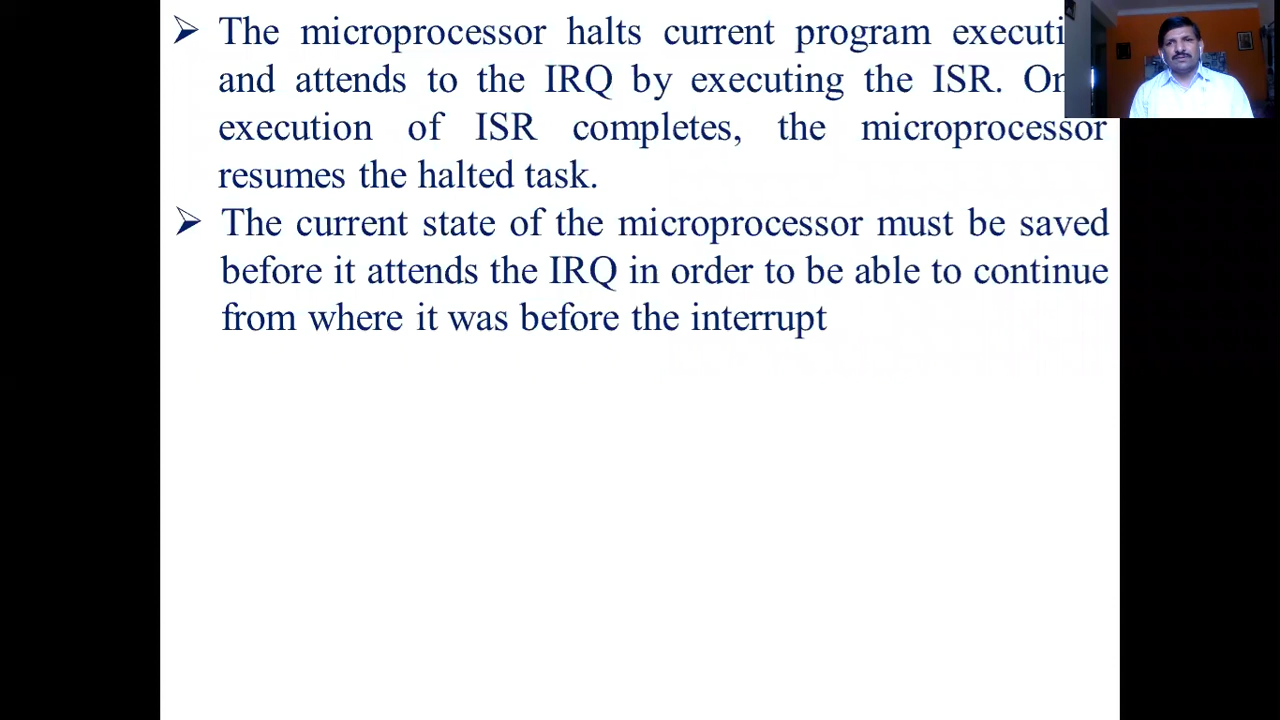 The microprocessor halts current program
and attends to the IRQ by executing the ISR.
execution of ISR completes, the microprocessor
resumes the halted task.
The current state of the microprocessor must be saved
before it attends the IRQ in order to be able to continue
from where it was before the interrupt